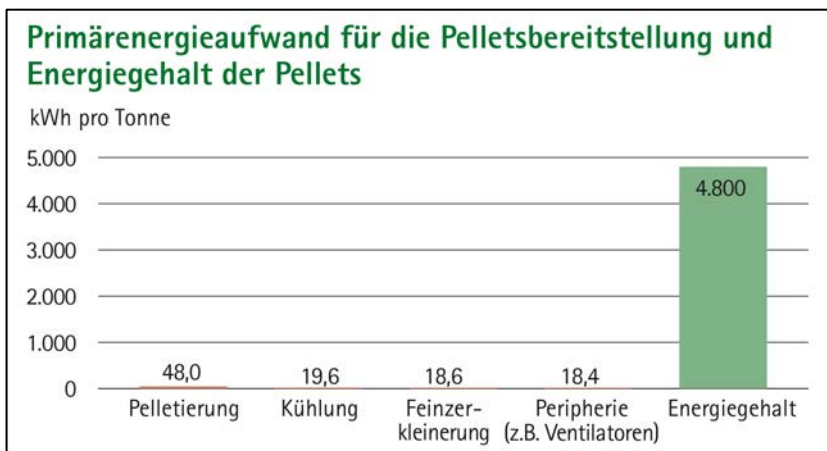 Primärenergieaufwand für die Pelletsbereitstellung und
Energiegehalt der Pellets
kWh pro Tonne
5.000
4.000
3.000
2.000
1.000
0
48,0
19,6
18,6
18,4
4.800
Pelletierung
Kühlung
Feinzer-
kleinerung
Peripherie
(z.B. Ventilatoren)
Energiegehalt